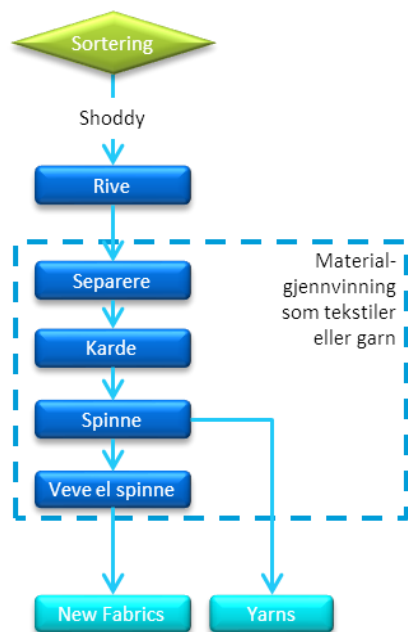 Sortering
Shoddy
Rive
Material-
gjennvinning
som tekstiler
eller garn
Separere
Karde
Spinne
Veve el spinne
New Fabrics
Yarns